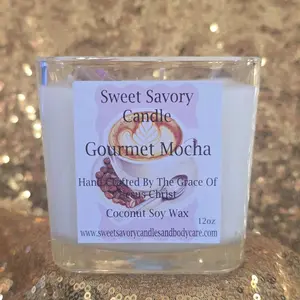 Sweet Savory
Candle
Gourmet Mocha
Hand Crafted By The Grace Of
Jesus Christ
Coconut Soy Wax
12oz
www.sweetsavorycandlesandbodycare.com